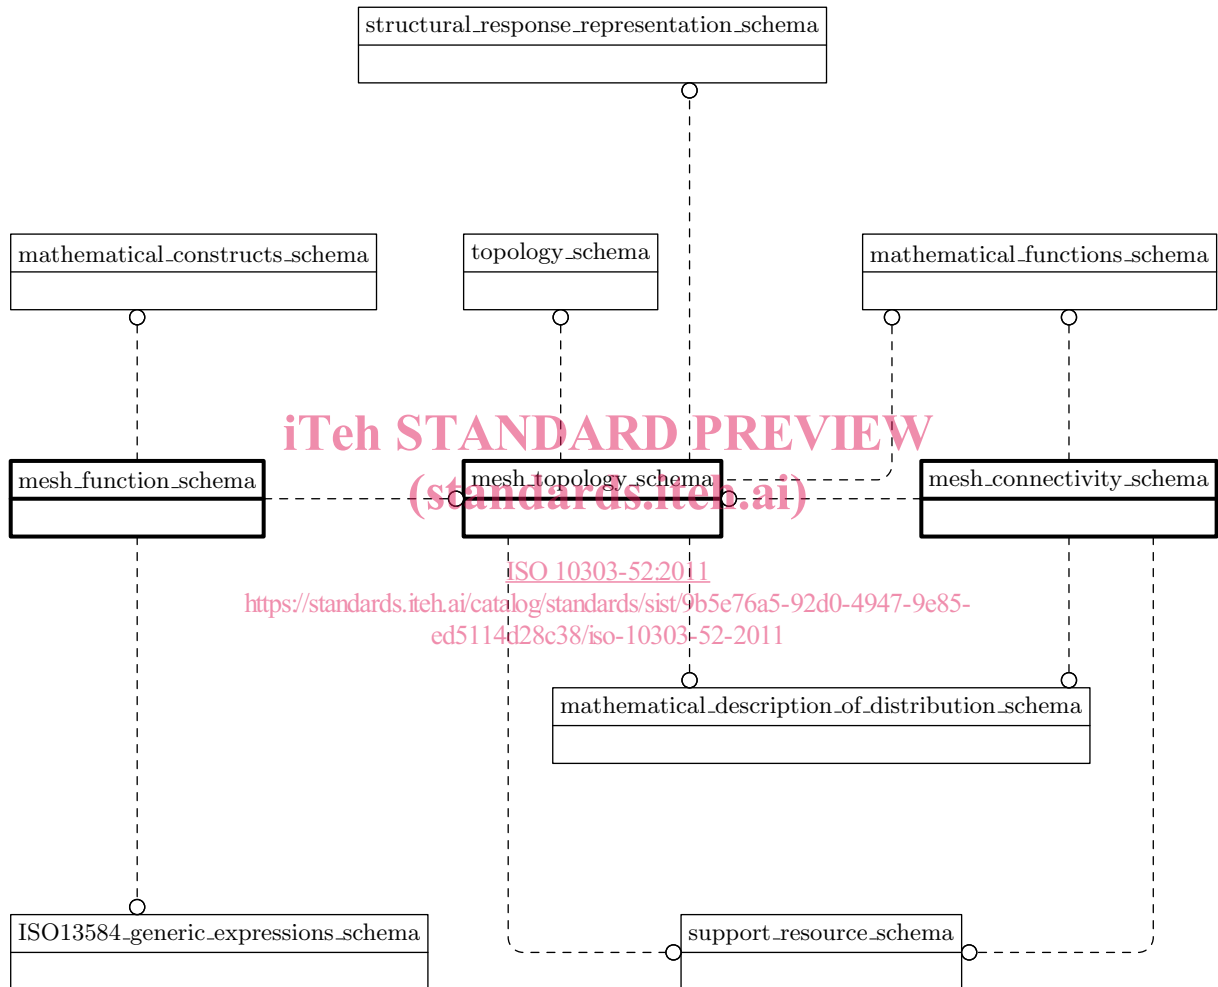 structural_response_representation_schema
mathematical_constructs_schema
topology_schema
mathematical_functions_schema
iTeh STANDARD PREVIEW
mesh_function_schema
mesh_topology_schema
mesh_connectivity_schema
(standards.iteh.ai)
ISO 10303-52:2011
https://standards.iteh.ai/catalog/standards/sist/9b5e76a5-92d0-4947-9e85-
ed5114d28c38/iso-10303-52-2011
mathematical_description_of_distribution_schema
ISO13584_generic_expressions_schema
support_resource_schema